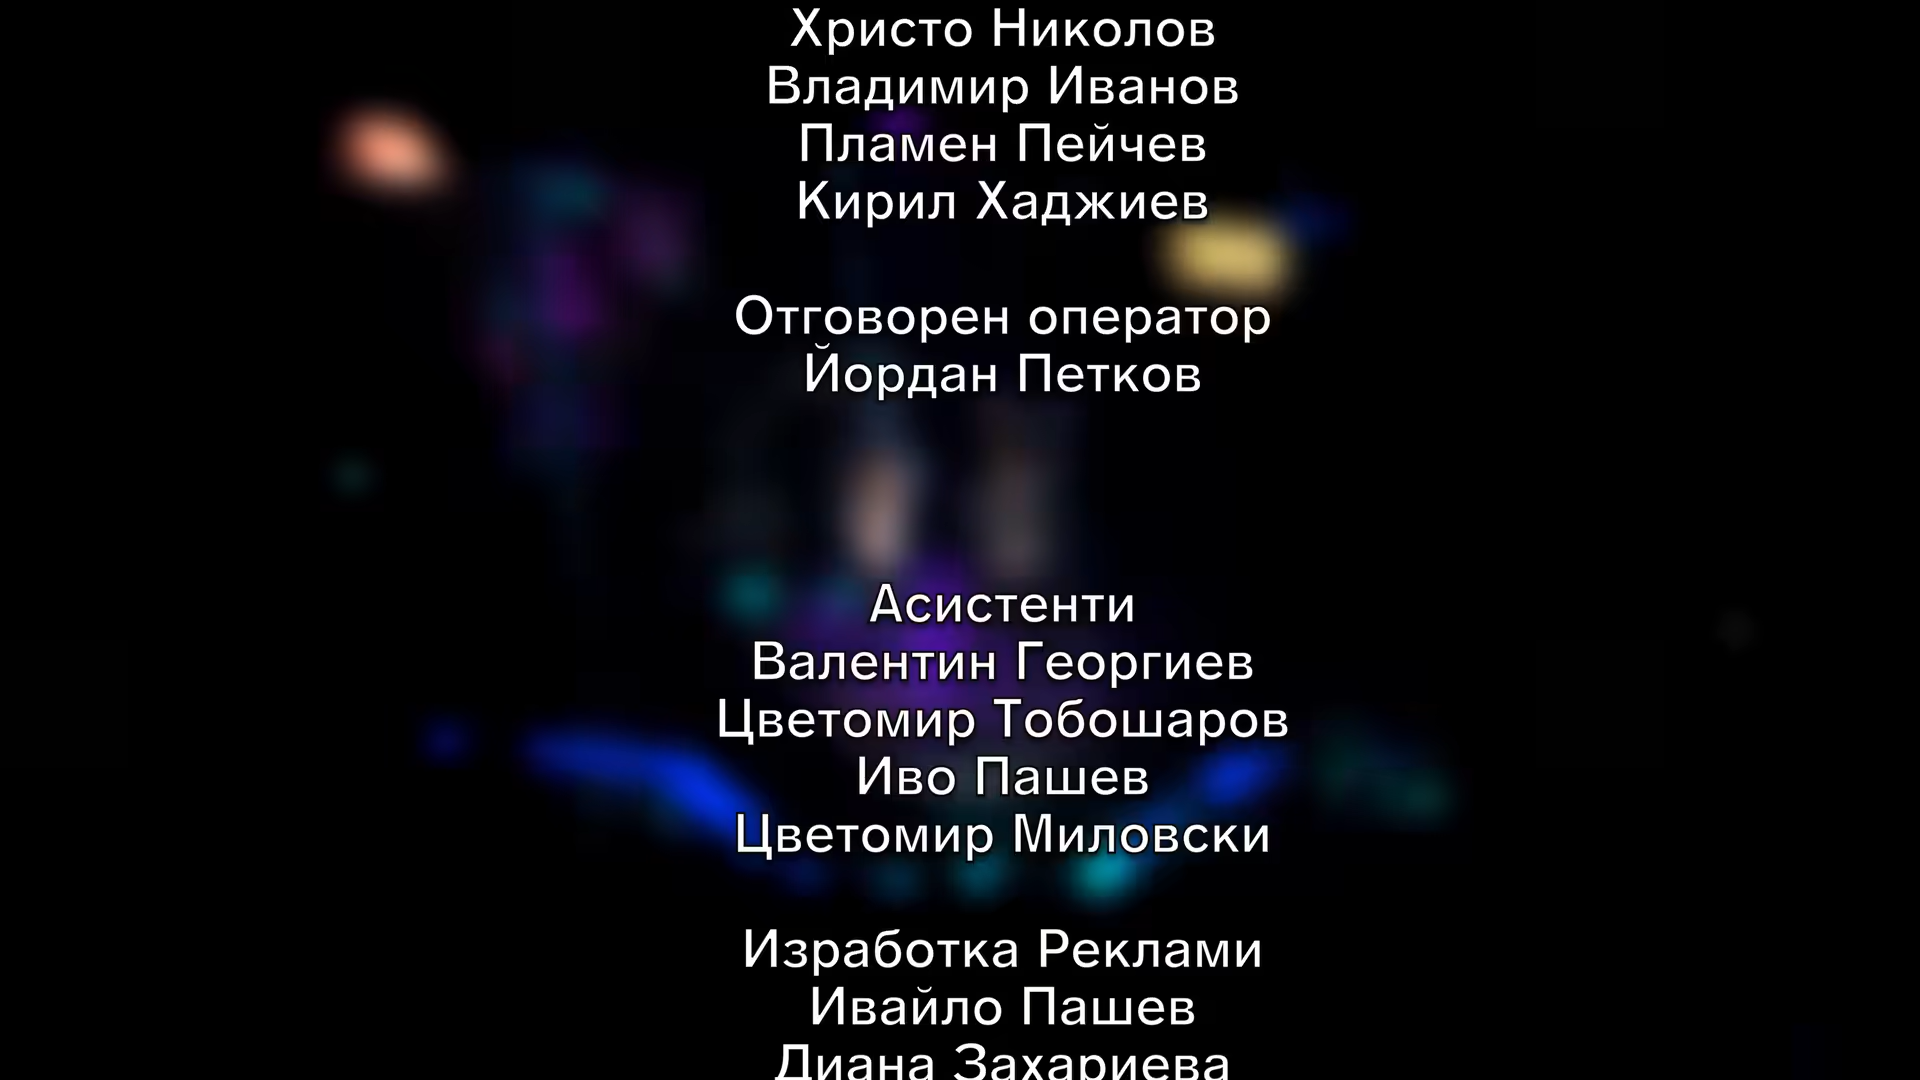 Христо Николов
Владимир Иванов
Пламен Пейчев
Кирил Хаджиев
Отговорен оператор
Йордан Петков
Асистенти
Валентин Георгиев
Цветомир Тобошаров
Иво Пашев
Цветомир Миловски
Изработка Реклами
Ивайло Пашев
Диана Захариева